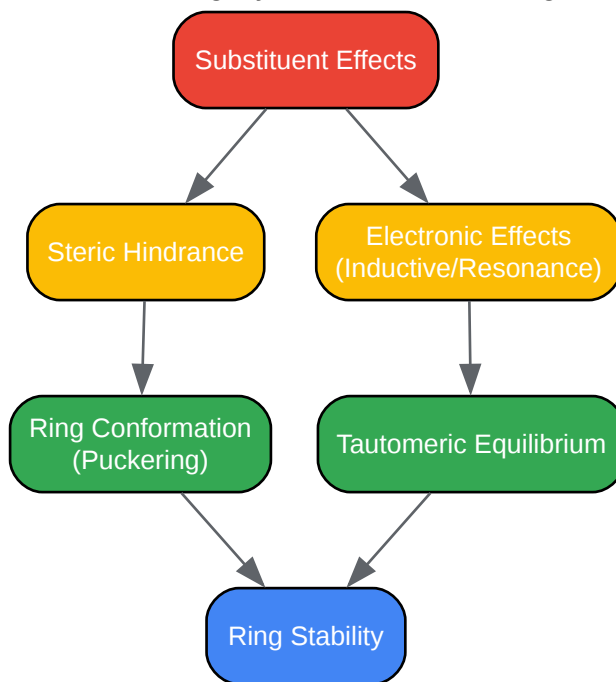 Substituent Effects
Steric Hindrance
Electronic Effects
(Inductive/Resonance)
Ring Conformation
(Puckering)
Tautomeric Equilibrium
Ring Stability